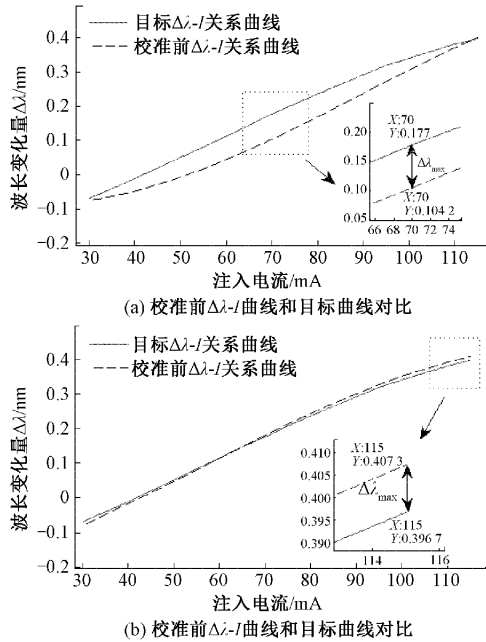 目标Δλ-I关系曲线
校准前Δλ-I关系曲线
波长变化量Δλ/nm
0.4
0.3
0.2
0.1
0
−0.1
−0.2
X:70
Y:0.177
Δλmax
X:70
Y:0.104 2
0.20
0.15
0.10
0.05
66 68 70 72 74
30 40 50 60 70 80 90 100 110
注入电流/mA
(a) 校准前Δλ-I曲线和目标曲线对比
目标Δλ-I关系曲线
校准前Δλ-I关系曲线
波长变化量Δλ/nm
0.4
0.3
0.2
0.1
0
−0.1
−0.2
X:115
Y:0.407 3
Δλmax
X:115
Y:0.396 7
0.410
0.405
0.400
0.395
0.390
114 116
30 40 50 60 70 80 90 100 110
注入电流/mA
(b) 校准前Δλ-I曲线和目标曲线对比